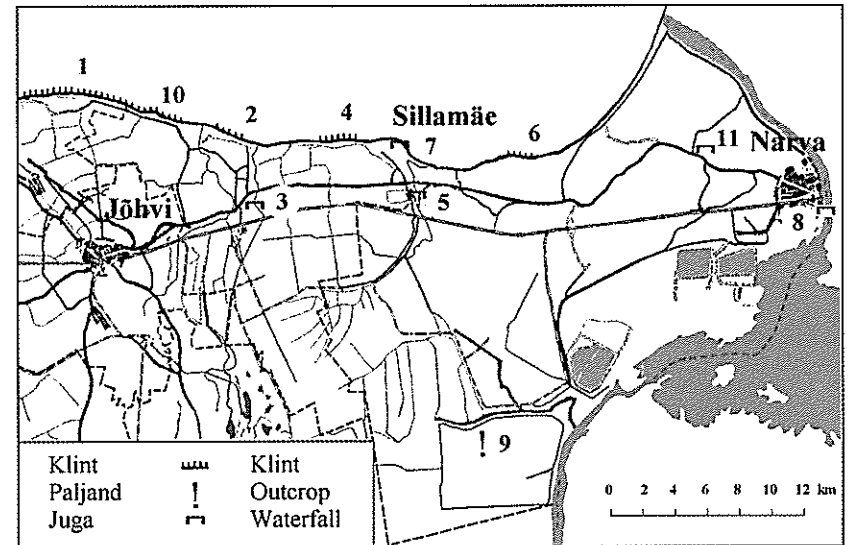 1
10
2
4
Sillamäe
7
6
11
Narva
Jõhvi
3
5
8
9
Klint Klint
Paljand Outcrop
Juga Waterfall
0 2 4 6 8 10 12 km